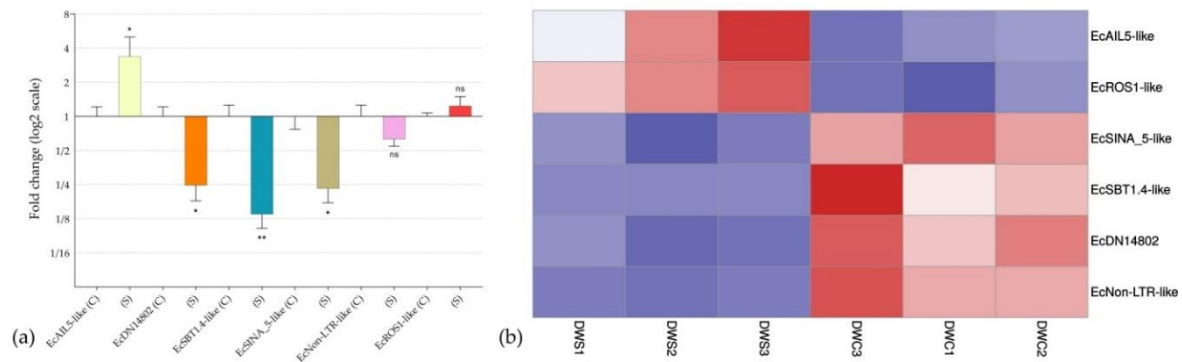 Fold change (log2 scale)
8
4
2
1
1/2
1/4
1/8
1/16
*
*
**
*
ns
ns
EcAIL5-like (C)
(S)
EcDN14802 (C)
(S)
EcSBT1.4-like (C)
(S)
EcSINA_5-like (C)
(S)
EcNon-LTR-like (C)
(S)
EcROS1-like (C)
(S)
(a)
EcAIL5-like
EcROS1-like
EcSINA_5-like
EcSBT1.4-like
EcDN14802
EcNon-LTR-like
DWS1
DWS2
DWS3
DWC3
DWC1
DWC2
(b)